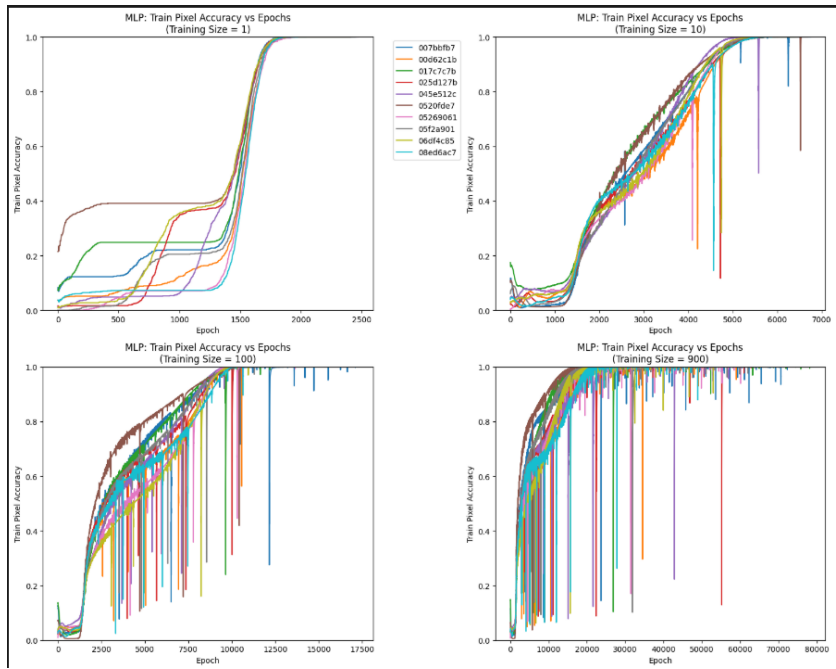 MLP: Train Pixel Accuracy vs Epochs
(Training Size = 1)
1.0
0.8
0.6
0.4
0.2
0.0
Train Pixel Accuracy
0
500
1000
1500
2000
2500
Epoch
007bbfb7
00d62c1b
017c7c7b
025d127b
045e512c
0520fde7
05269061
05f2a901
06df4c85
08ed6ac7
MLP: Train Pixel Accuracy vs Epochs
(Training Size = 10)
1.0
0.8
0.6
0.4
0.2
0.0
Train Pixel Accuracy
0
1000
2000
3000
4000
5000
6000
7000
Epoch
MLP: Train Pixel Accuracy vs Epochs
(Training Size = 100)
1.0
0.8
0.6
0.4
0.2
0.0
Train Pixel Accuracy
0
2500
5000
7500
10000
12500
15000
17500
Epoch
MLP: Train Pixel Accuracy vs Epochs
(Training Size = 900)
1.0
0.8
0.6
0.4
0.2
0.0
Train Pixel Accuracy
0
10000
20000
30000
40000
50000
60000
70000
80000
Epoch